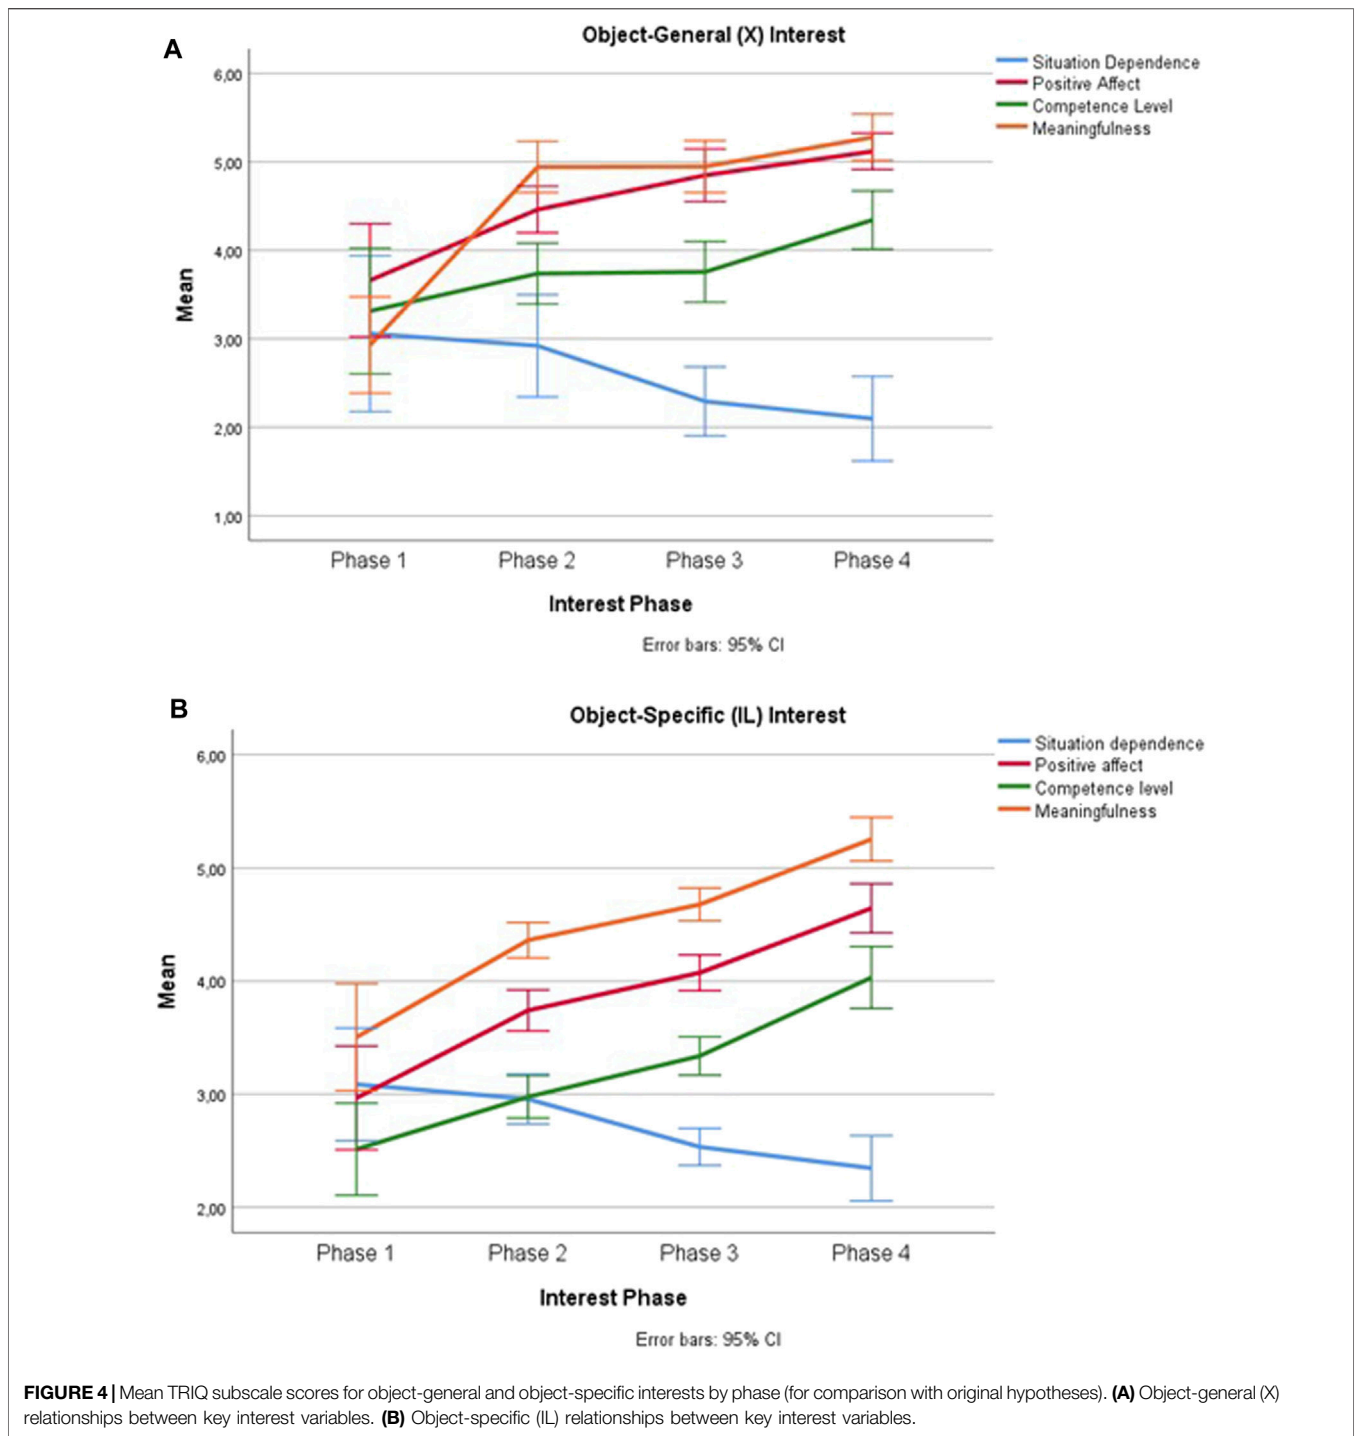 A
Object-General (X) Interest
Situation Dependence
Positive Affect
Competence Level
Meaningfulness
6,00
5,00
4,00
3,00
2,00
1,00
Mean
Phase 1 Phase 2 Phase 3 Phase 4
Interest Phase
Error bars: 95% CI
B
Object-Specific (IL) Interest
Situation dependence
Positive affect
Competence level
Meaningfulness
6,00
5,00
4,00
3,00
2,00
Mean
Phase 1 Phase 2 Phase 3 Phase 4
Interest Phase
Error bars: 95% CI
FIGURE 4 | Mean TRIQ subscale scores for object-general and object-specific interests by phase (for comparison with original hypotheses). (A) Object-general (X)
relationships between key interest variables. (B) Object-specific (IL) relationships between key interest variables.